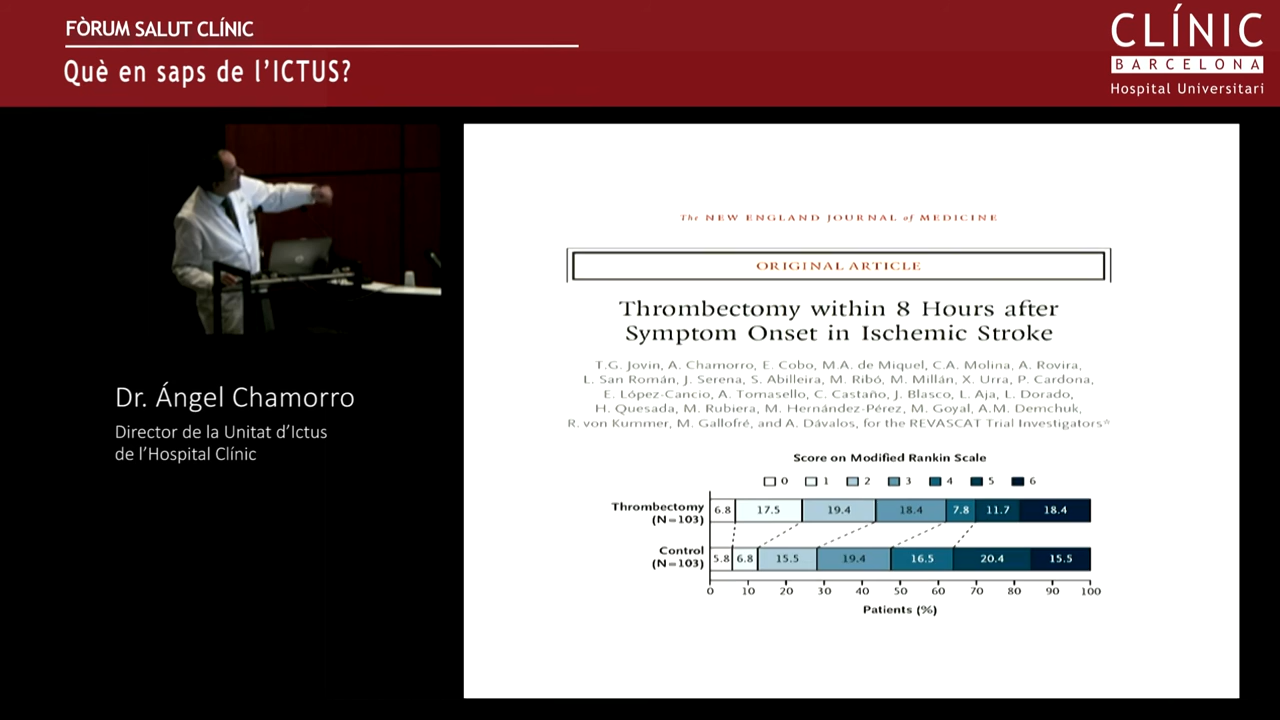 FÒRUM SALUT CLÍNIC
Què en saps de l'ICTUS?
CLÍNIC
BARCELONA
Hospital Universitari
Dr. Ángel Chamorro
Director de la Unitat d'Ictus
de l'Hospital Clínic
The NEW ENGLAND JOURNAL of MEDICINE
ORIGINAL ARTICLE
Thrombectomy within 8 Hours after
Symptom Onset in Ischemic Stroke
T.G. Jovin, A. Chamorro, E. Cobo, M.A. de Miquel, C.A. Molina, A. Rovira,
L. San Román, J. Serena, S. Abilleira, M. Ribó, M. Millán, X. Urra, P. Cardona,
E. López-Cancio, A. Tomasello, C. Castaño, J. Blasco, L. Aja, L. Dorado,
H. Quesada, M. Rubiera, M. Hernández-Pérez, M. Goyal, A.M. Demchuk,
R. von Kummer, M. Gallofré, and A. Dávalos, for the REVASCAT Trial Investigators*
Score on Modified Rankin Scale
0 1 2 3 4 5 6
Thrombectomy
(N=103)
6.8 17.5 19.4 18.4 7.8 11.7 18.4
Control
(N=103)
5.8 6.8 15.5 19.4 16.5 20.4 15.5
0 10 20 30 40 50 60 70 80 90 100
Patients (%)